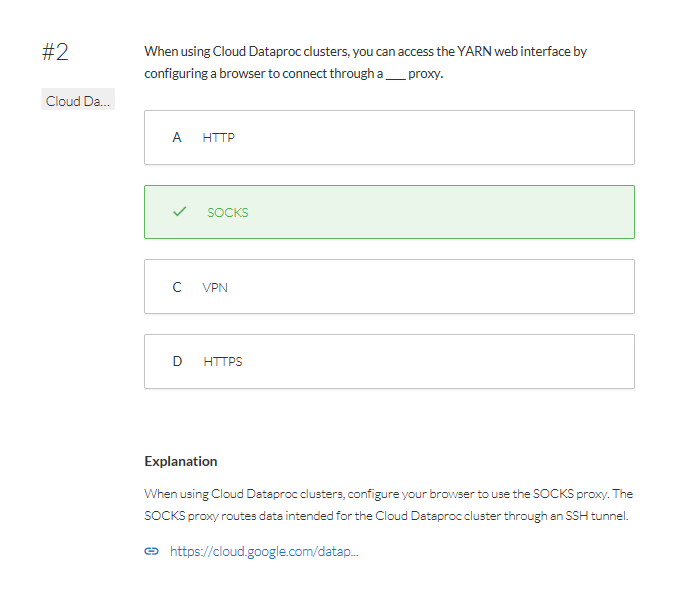 #2
Cloud Da...
When using Cloud Dataproc clusters, you can access the YARN web interface by
configuring a browser to connect through a ___ proxy.
A HTTP
SOCKS
C VPN
D HTTPS
Explanation
When using Cloud Dataproc clusters, configure your browser to use the SOCKS proxy. The
SOCKS proxy routes data intended for the Cloud Dataproc cluster through an SSH tunnel.
https://cloud.google.com/datap...